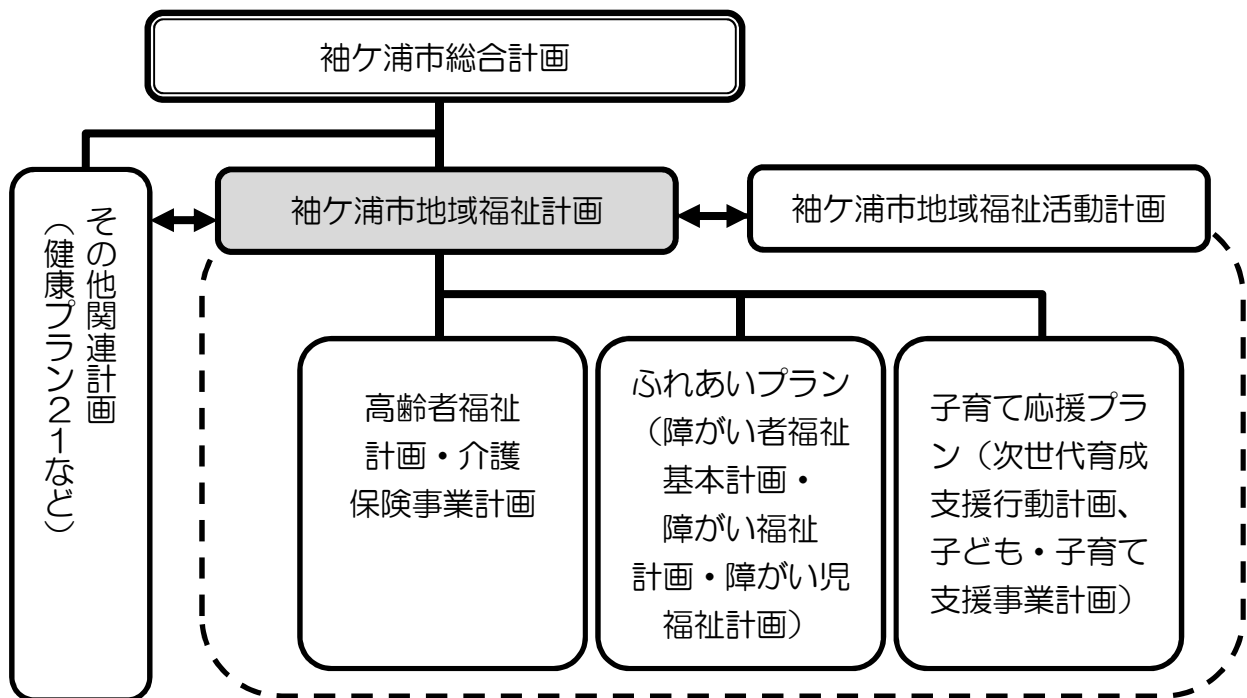 袖ケ浦市総合計画
袖ケ浦市地域福祉計画
袖ケ浦市地域福祉活動計画
その他関連計画
（健康プラン２１など）
高齢者福祉
計画・介護
保険事業計画
ふれあいプラン
（障がい者福祉
基本計画・
障がい福祉
計画・障がい児
福祉計画）
子育て応援プラ
ン（次世代育成
支援行動計画、
子ども・子育て
支援事業計画）